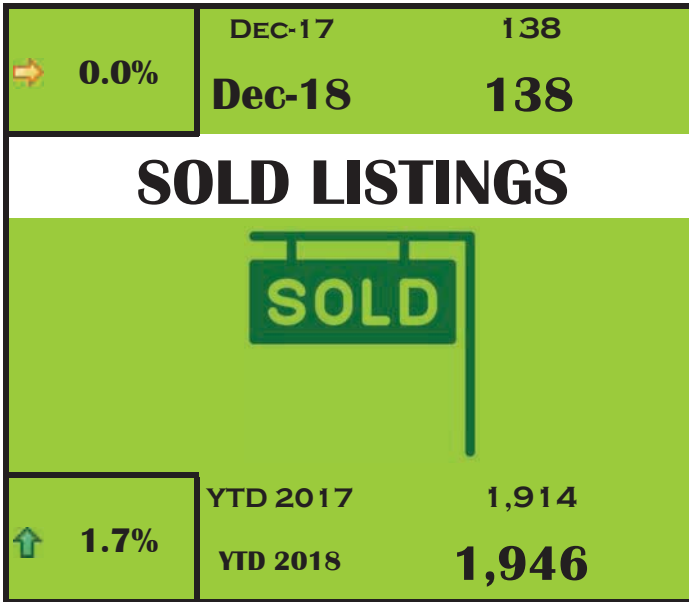 DEC-17 138
0.0%
Dec-18 138
SOLD LISTINGS
SOLD
YTD 2017 1,914
1.7%
YTD 2018 1,946